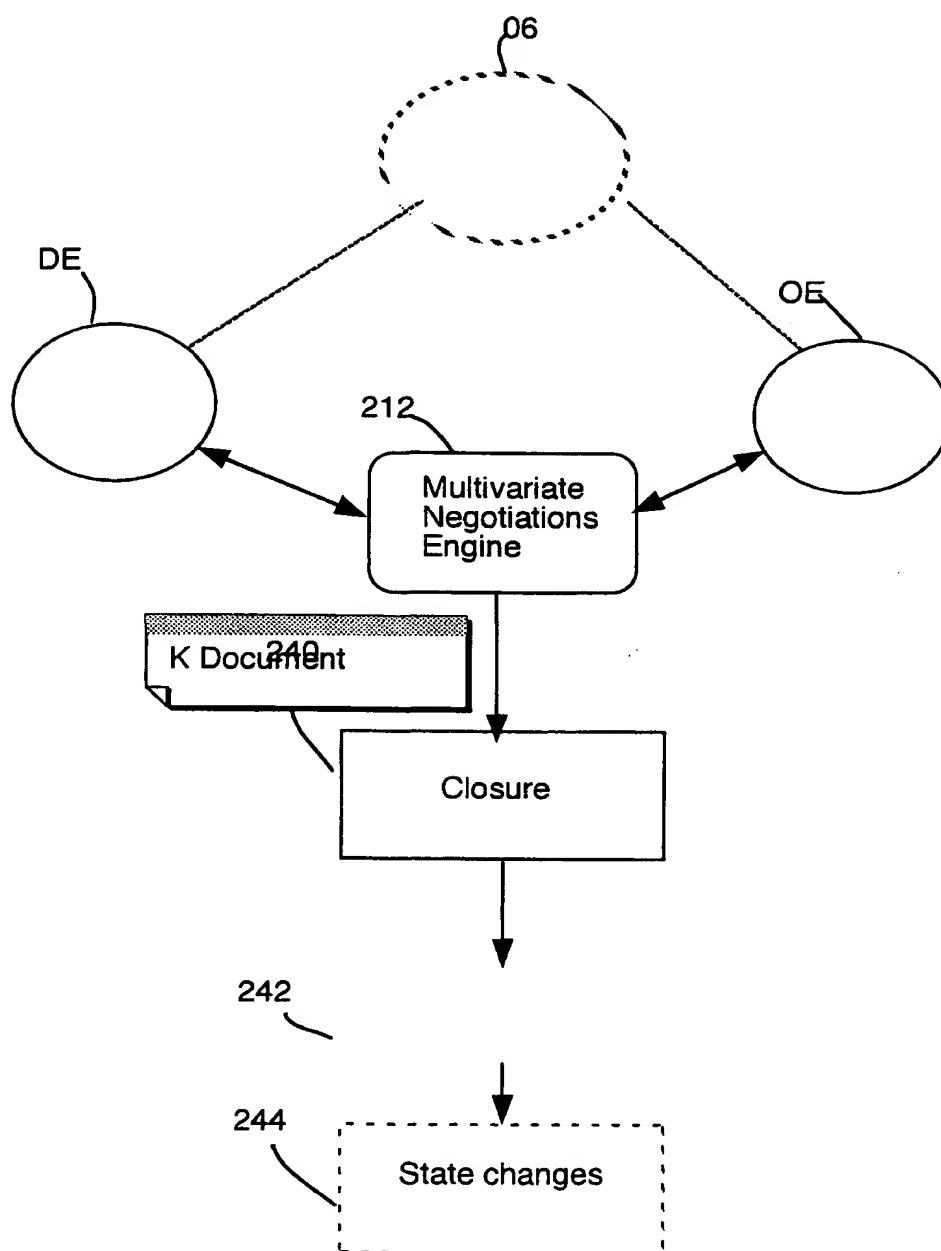 06
DE
OE
212
Multivariate
Negotiations
Engine
240
K Document
Closure
242
244
State changes